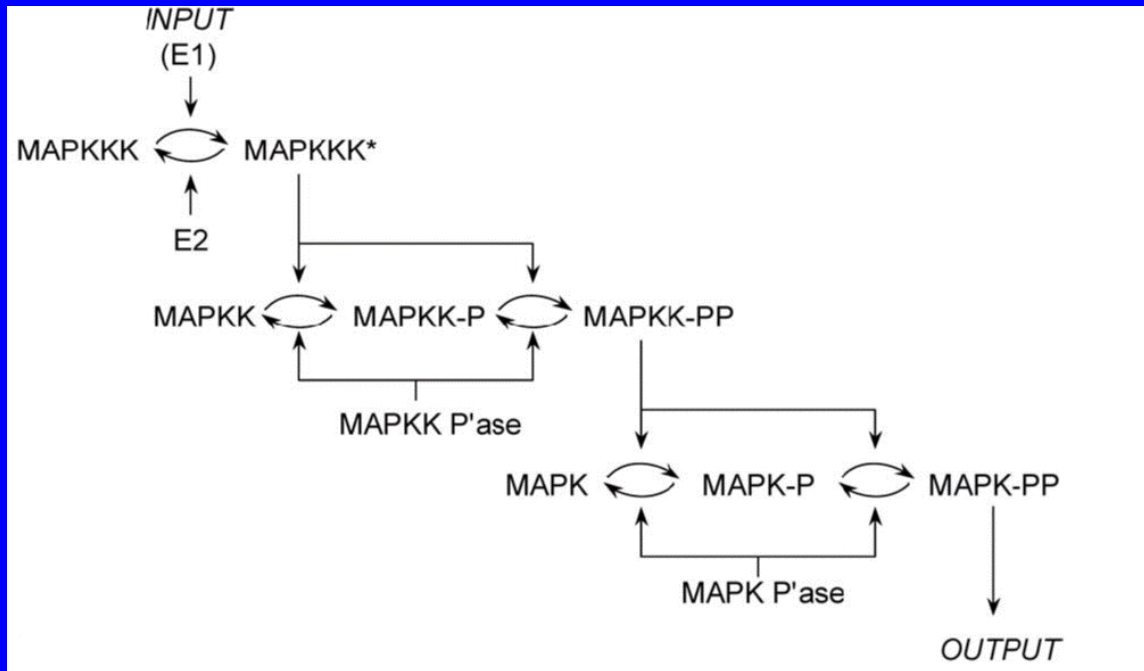 INPUT
(E1)
MAPKKK MAPKKK*
E2
MAPKK MAPKK-P MAPKK-PP
MAPKK P'ase
MAPK MAPK-P MAPK-PP
MAPK P'ase
OUTPUT